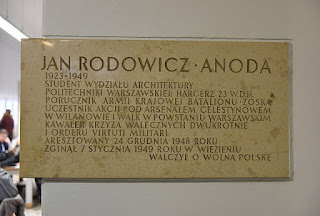 JAN RODOWICZ · ANODA
1923·1949
STUDENT WYDZIAŁU ARCHITEKTURY
POLITECHNIKI WARSZAWSKIEJ HARCERZ 23 W.D.H.
PORUCZNIK ARMII KRAJOWEJ BATALIONU "ZOŚKA
UCZESTNIK AKCJI POD ARSENAŁEM, CELESTYNOWEM
W WILANOWIE I WALK W POWSTANIU WARSZAWSKIM
KAWALER KRZYŻA WALECZNYCH DWUKROTNIE
I ORDERU VIRTUTI MILITARI
ARESZTOWANY 24 GRUDNIA 1948 ROKU
ZGINĄŁ 7 STYCZNIA 1949 ROKU W WIĘZIENIU
WALCZYŁ O WOLNĄ POLSKĘ